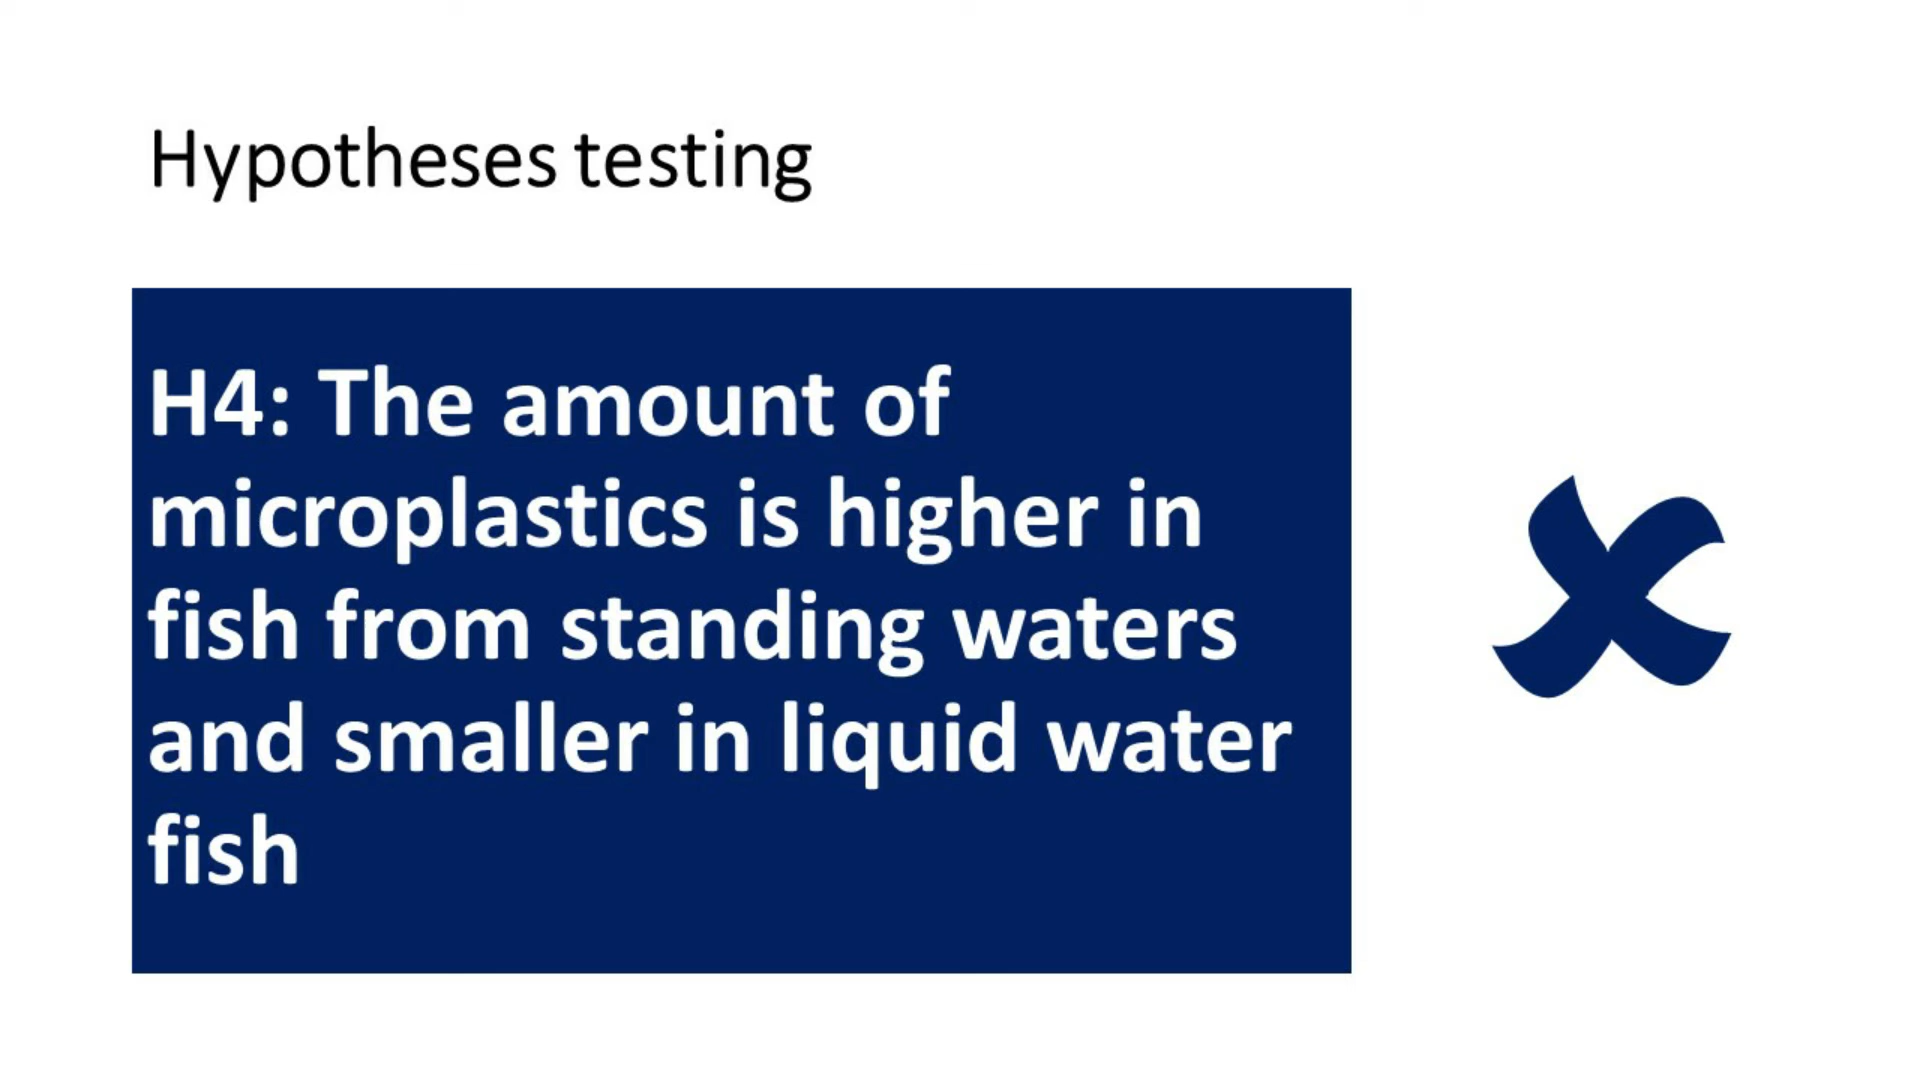 Hypotheses testing
H4: The amount of
microplastics is higher in
fish from standing waters
and smaller in liquid water
fish